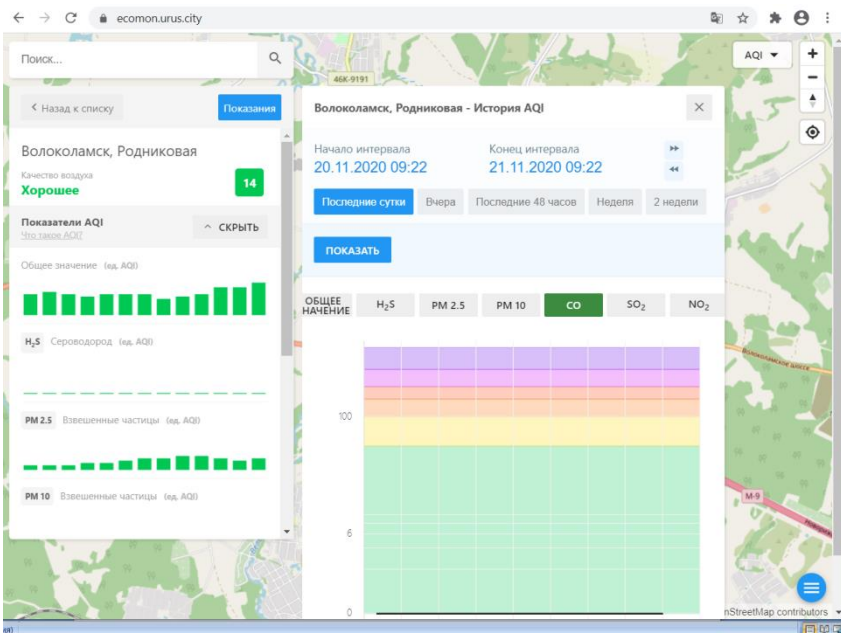 ecomon.urus.city
Поиск...
46K-9191
AQI
Назад к списку
Показания
Волоколамск, Родниковая
Качество воздуха
Хорошее
14
Показатели AQI
Что такое AQI?
СКРЫТЬ
Общее значение (ед. AQI)
H₂S Сероводород (ед. AQI)
PM 2.5 Взвешенные частицы (ед. AQI)
PM 10 Взвешенные частицы (ед. AQI)
Волоколамск, Родниковая - История AQI
Начало интервала
20.11.2020 09:22
Конец интервала
21.11.2020 09:22
Последние сутки
Вчера
Последние 48 часов
Неделя
2 недели
ПОКАЗАТЬ
ОБЩЕЕ
НАЧЕНИЕ
H₂S
PM 2.5
PM 10
CO
SO₂
NO₂
100
6
0
Волоколамское шоссе
М-9
nStreetMap contributors